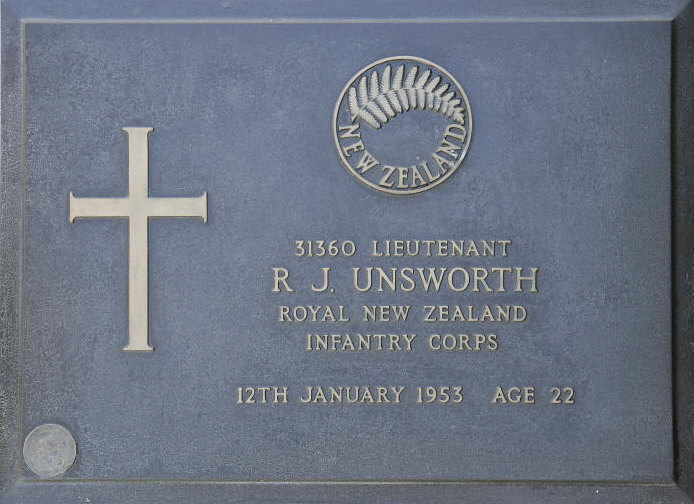 NEW ZEALAND
31360 LIEUTENANT
R J. UNSWORTH
ROYAL NEW ZEALAND
INFANTRY CORPS
12TH JANUARY 1953 AGE 22